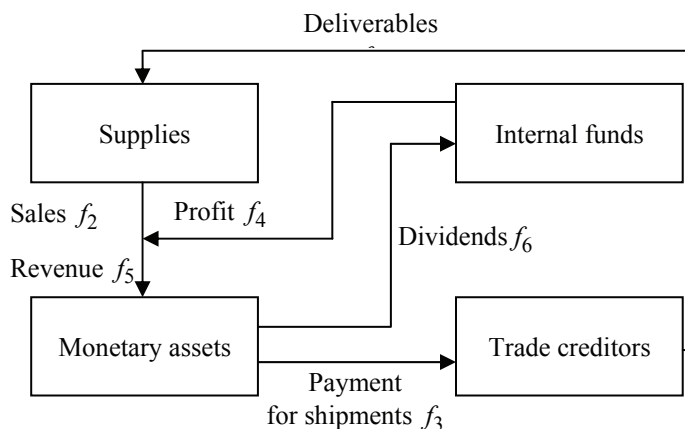 Deliverables
Supplies
Internal funds
Sales f2
Profit f4
Dividends f6
Revenue f5
Monetary assets
Trade creditors
Payment
for shipments f3